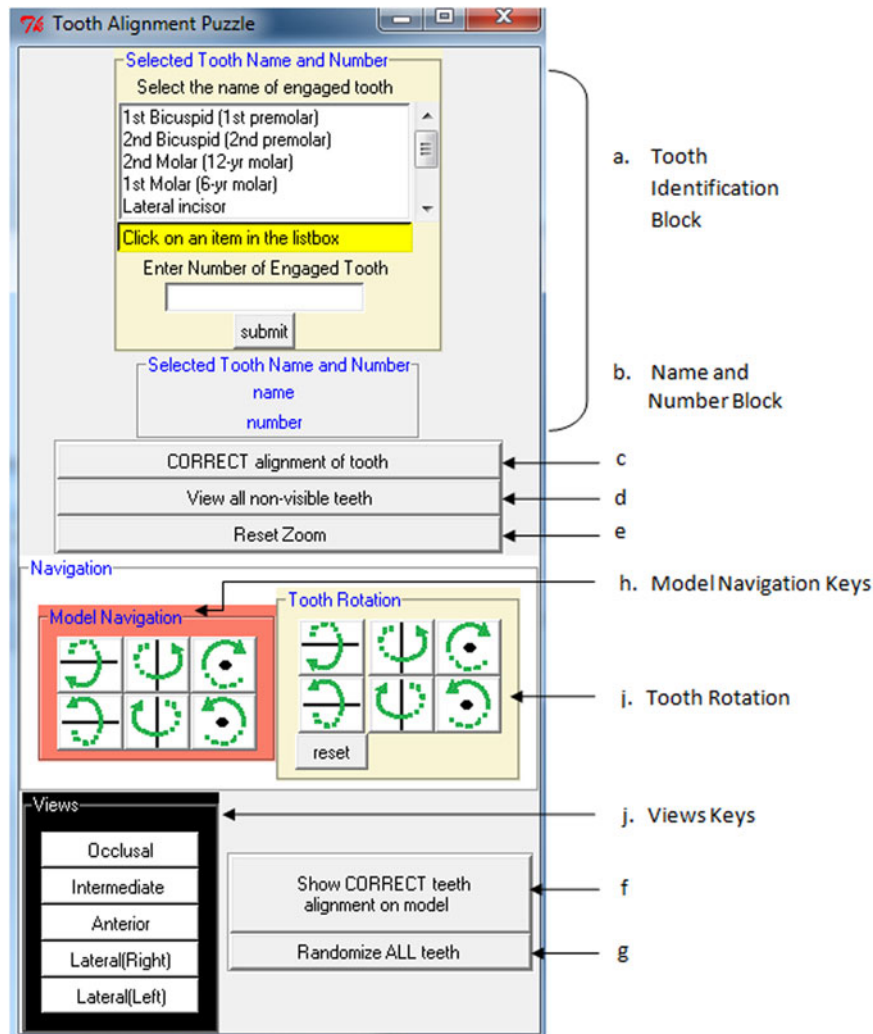 Tooth Alignment Puzzle
Selected Tooth Name and Number
Select the name of engaged tooth
1st Bicuspid (1st premolar)
2nd Bicuspid (2nd premolar)
2nd Molar (12-yr molar)
1st Molar (6-yr molar)
Lateral incisor
Click on an item in the listbox
Enter Number of Engaged Tooth
submit
a. Tooth
Identification
Block
Selected Tooth Name and Number
name
number
b. Name and
Number Block
CORRECT alignment of tooth
c
View all non-visible teeth
d
Reset Zoom
e
Navigation
h. Model Navigation Keys
Model Navigation
Tooth Rotation
reset
j. Tooth Rotation
Views
j. Views Keys
Occlusal
Intermediate
Anterior
Lateral(Right)
Lateral(Left)
Show CORRECT teeth
alignment on model
f
Randomize ALL teeth
g